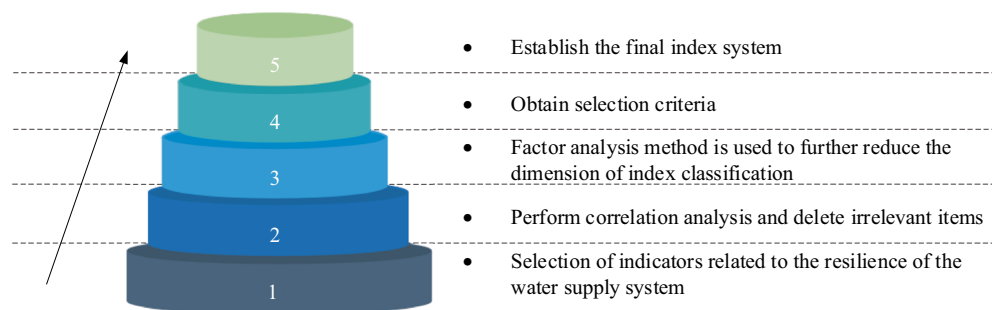 5
• Establish the final index system
4
• Obtain selection criteria
3
• Factor analysis method is used to further reduce the
dimension of index classification
2
• Perform correlation analysis and delete irrelevant items
1
• Selection of indicators related to the resilience of the
water supply system